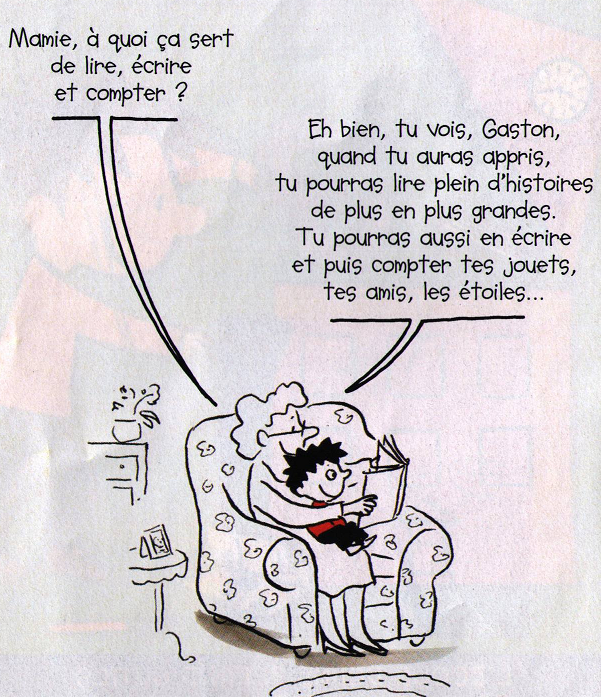 Mamie, à quoi ça sert
de lire, écrire
et compter ?
Eh bien, tu vois, Gaston,
quand tu auras appris,
tu pourras lire plein d'histoires
de plus en plus grandes.
Tu pourras aussi en écrire
et puis compter tes jouets,
tes amis, les étoiles...